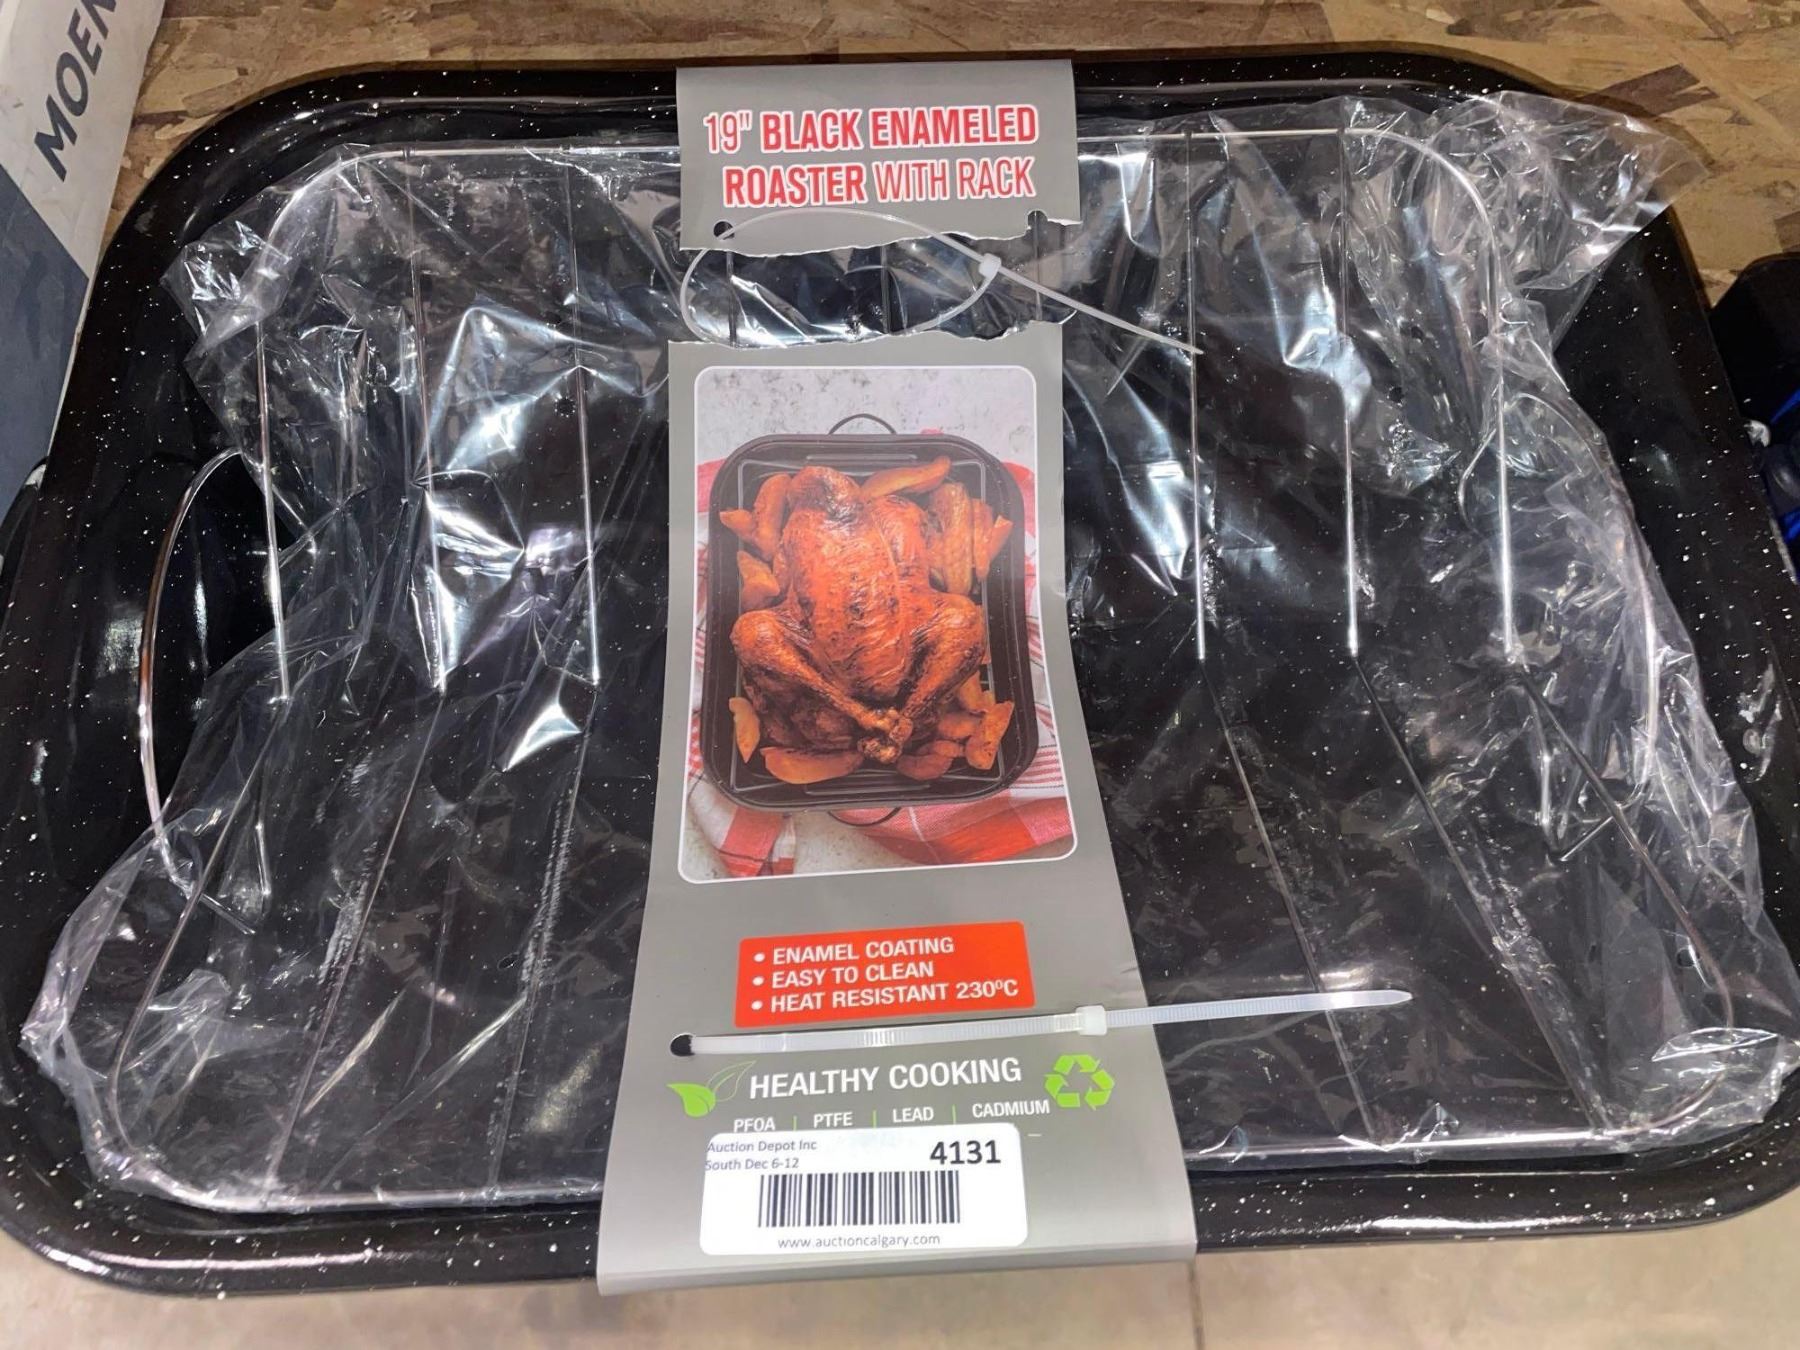 MOEN
19" BLACK ENAMELED
ROASTER WITH RACK
• ENAMEL COATING
• EASY TO CLEAN
• HEAT RESISTANT 230ºC
HEALTHY COOKING
PFOA | PTFE | LEAD | CADMIUM
Auction Depot Inc
South Dec 6-12
4131
www.auctioncalgary.com